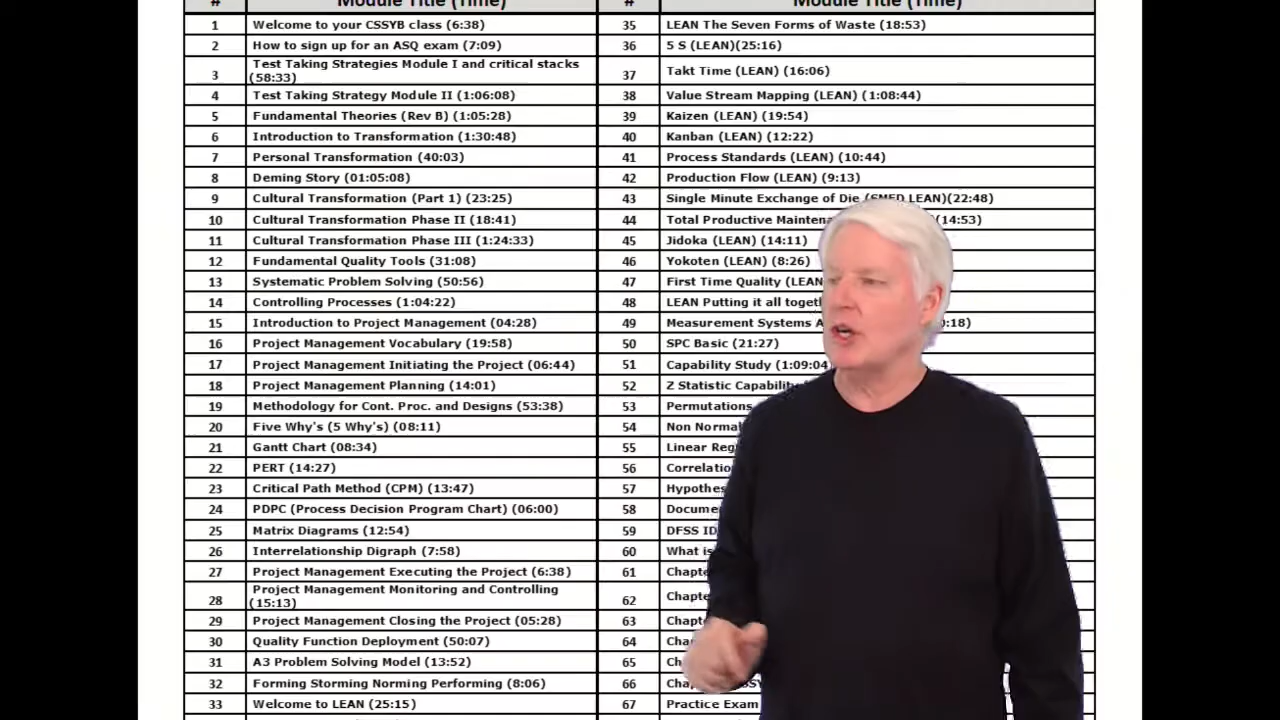 # Module Title (Time) # Module Title (Time)
1 Welcome to your CSSYB class (6:38) 35 LEAN The Seven Forms of Waste (18:53)
2 How to sign up for an ASQ exam (7:09) 36 5 S (LEAN)(25:16)
3 Test Taking Strategies Module I and critical stacks
(58:33) 37 Takt Time (LEAN) (16:06)
4 Test Taking Strategy Module II (1:06:08) 38 Value Stream Mapping (LEAN) (1:08:44)
5 Fundamental Theories (Rev B) (1:05:28) 39 Kaizen (LEAN) (19:54)
6 Introduction to Transformation (1:30:48) 40 Kanban (LEAN) (12:22)
7 Personal Transformation (40:03) 41 Process Standards (LEAN) (10:44)
8 Deming Story (01:05:08) 42 Production Flow (LEAN) (9:13)
9 Cultural Transformation (Part 1) (23:25) 43 Single Minute Exchange of Die (SMED LEAN)(22:48)
10 Cultural Transformation Phase II (18:41) 44 Total Productive (14:53)
11 Cultural Transformation Phase III (1:24:33) 45 Jidoka (LEAN) (14:11)
12 Fundamental Quality Tools (31:08) 46 Yokoten (LEAN) (8:26)
13 Systematic Problem Solving (50:56) 47 First Time Quality (LEAN
14 Controlling Processes (1:04:22) 48 LEAN Putting it all
15 Introduction to Project Management (04:28) 49 Measurement Systems
16 Project Management Vocabulary (19:58) 50 SPC Basic (21:27)
17 Project Management Initiating the Project (06:44) 51 Capability Study (1:09:04)
18 Project Management Planning (14:01) 52 Z Statistic Capability
19 Methodology for Cont. Proc. and Designs (53:38) 53 Permutations
20 Five Why's (5 Why's) (08:11) 54 Non
21 Gantt Chart (08:34) 55 Linear
22 PERT (14:27) 56
23 Critical Path Method (CPM) (13:47) 57
24 PDPC (Process Decision Program Chart) (06:00) 58
25 Matrix Diagrams (12:54) 59 DFSS
26 Interrelationship Digraph (7:58) 60 What is
27 Project Management Executing the Project (6:38) 61
28 Project Management Monitoring and Controlling
(15:13) 62
29 Project Management Closing the Project (05:28) 63
30 Quality Function Deployment (50:07) 64
31 A3 Problem Solving Model (13:52) 65
32 Forming Storming Norming Performing (8:06) 66
33 Welcome to LEAN (25:15) 67 Practice Exam